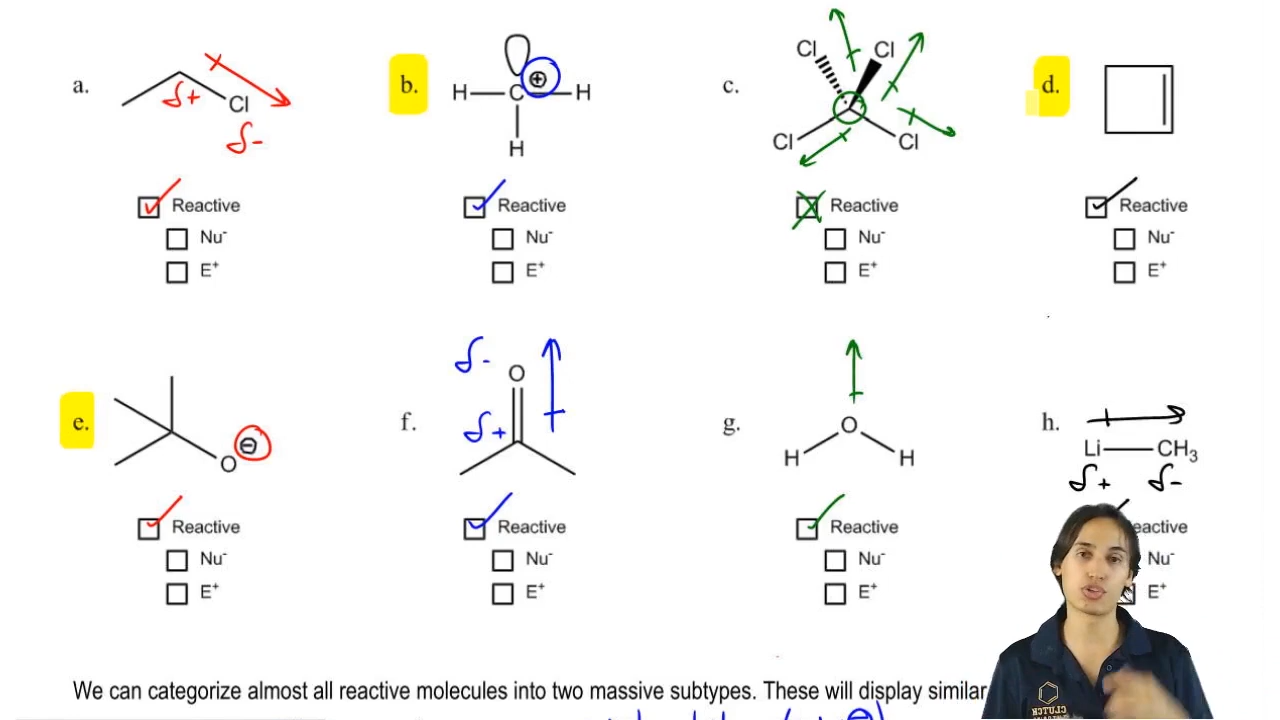 a.
δ+
Cl
δ-
Reactive
Nu-
E+
b.
H C ⊕ H
H
Reactive
Nu-
E+
c.
Cl Cl
Cl Cl
Reactive
Nu-
E+
d.
Reactive
Nu-
E+
e.
O ⊖
Reactive
Nu-
E+
f.
δ-
O
δ+
Reactive
Nu-
E+
g.
O
H H
Reactive
Nu-
E+
h.
Li CH3
δ+ δ-
eactive
Nu-
E+
CLUTCH
We can categorize almost all reactive molecules into two massive subtypes. These will display similar